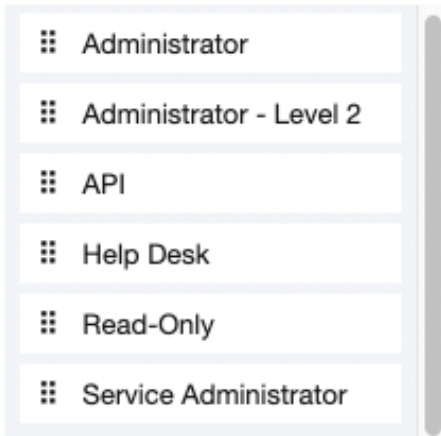 Administrator
Administrator - Level 2
API
Help Desk
Read-Only
Service Administrator